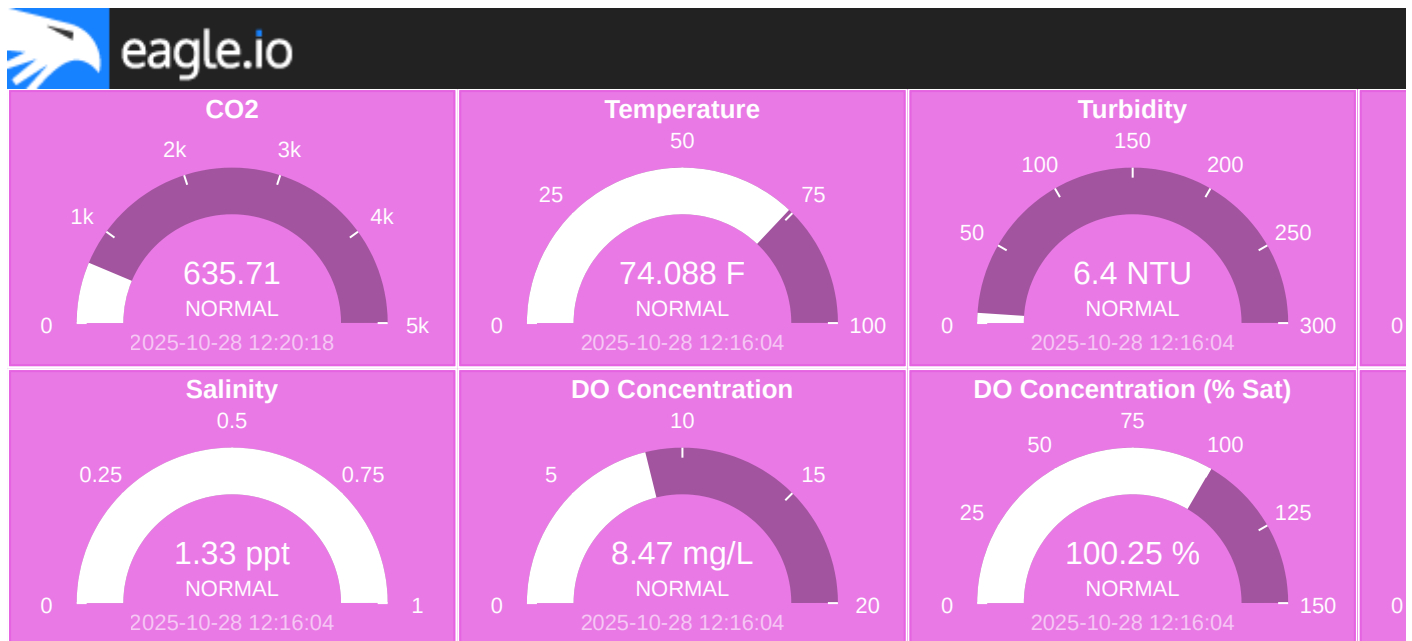 eagle.io
CO2
2k
3k
1k
4k
635.71
NORMAL
0
5k
2025-10-28 12:20:18
Temperature
50
25
75
74.088 F
NORMAL
0
100
2025-10-28 12:16:04
Turbidity
150
100
200
50
250
6.4 NTU
NORMAL
0
300
2025-10-28 12:16:04
0
Salinity
0.5
0.25
0.75
1.33 ppt
NORMAL
0
1
2025-10-28 12:16:04
DO Concentration
10
5
15
8.47 mg/L
NORMAL
0
20
2025-10-28 12:16:04
DO Concentration (% Sat)
75
50
100
25
125
100.25 %
NORMAL
0
150
2025-10-28 12:16:04
0